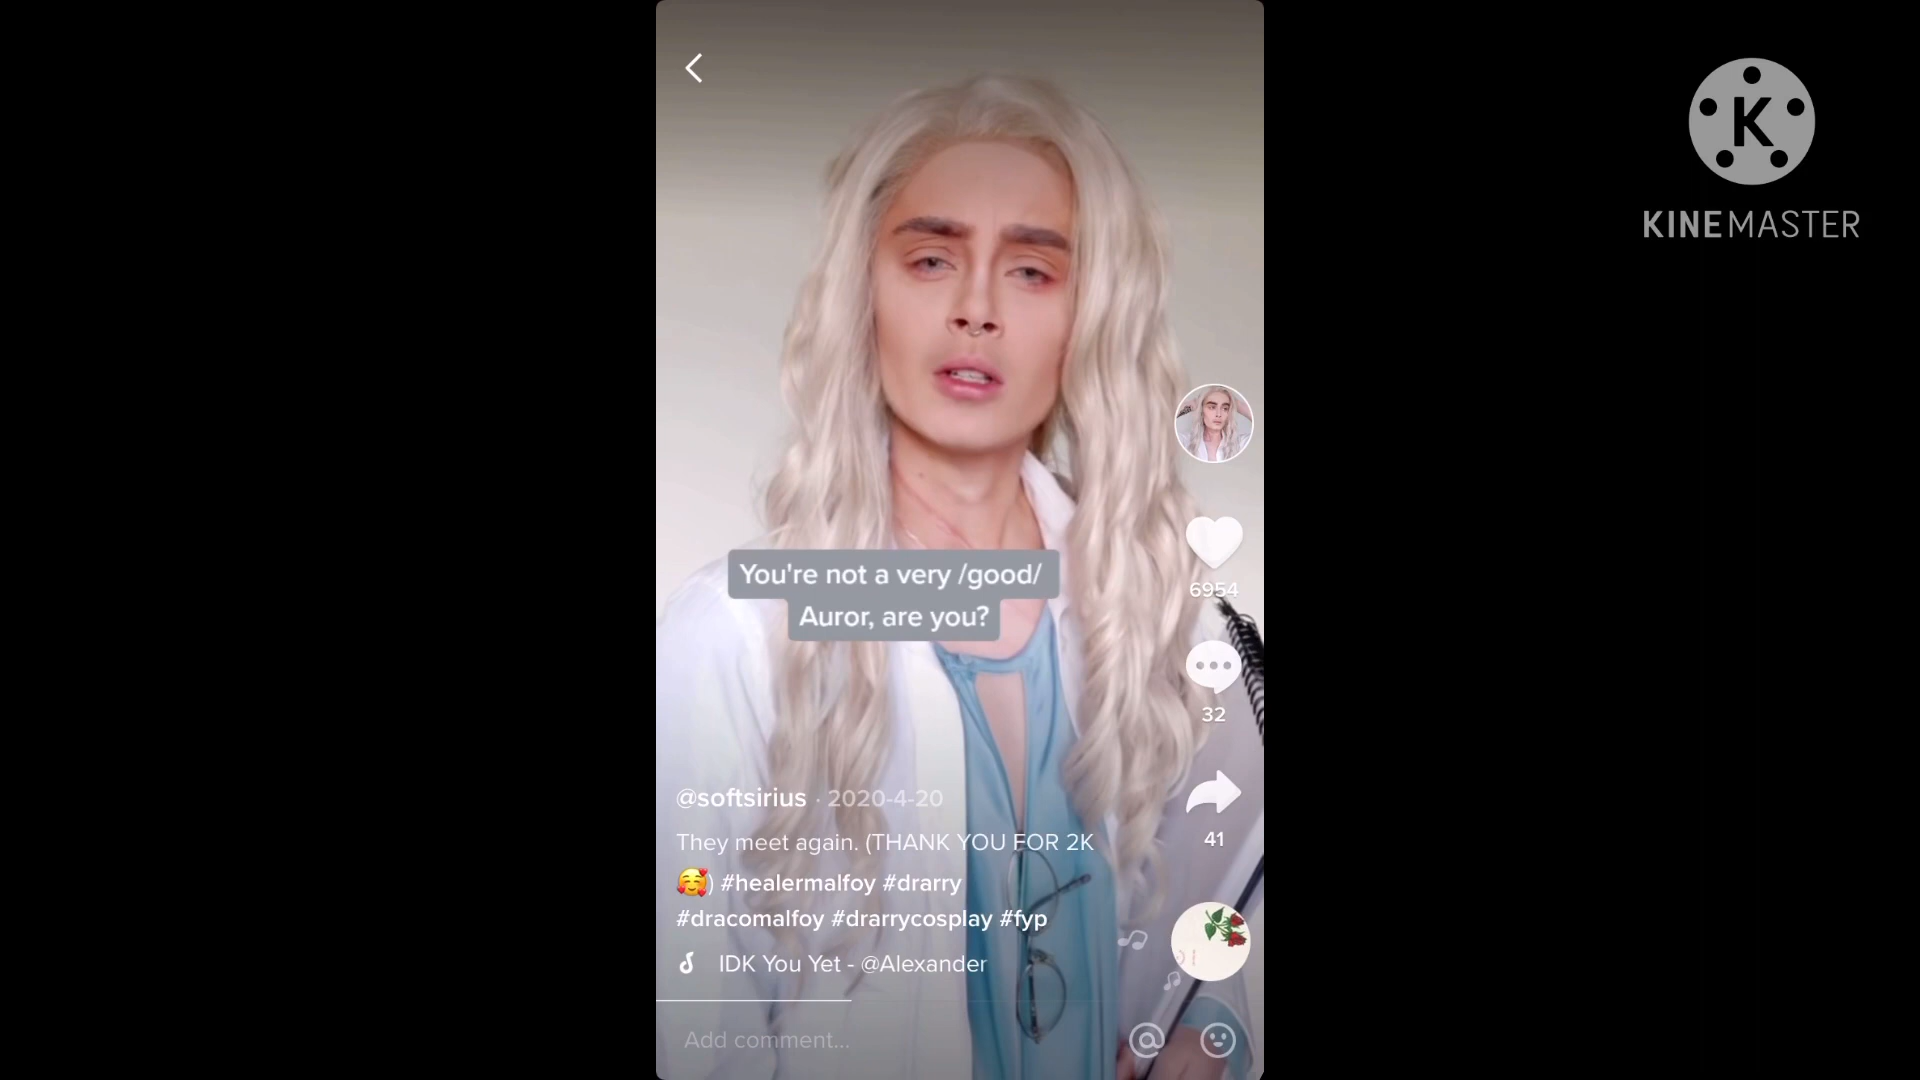 K
KINEMASTER
You're not a very /good/
Auror, are you?
6954
32
41
@softsirius · 2020-4-20
They meet again. (THANK YOU FOR 2K
🥰) #healermalfoy #drarry
#dracomalfoy #drarrycosplay #fyp
IDK You Yet - @Alexander
Add comment...